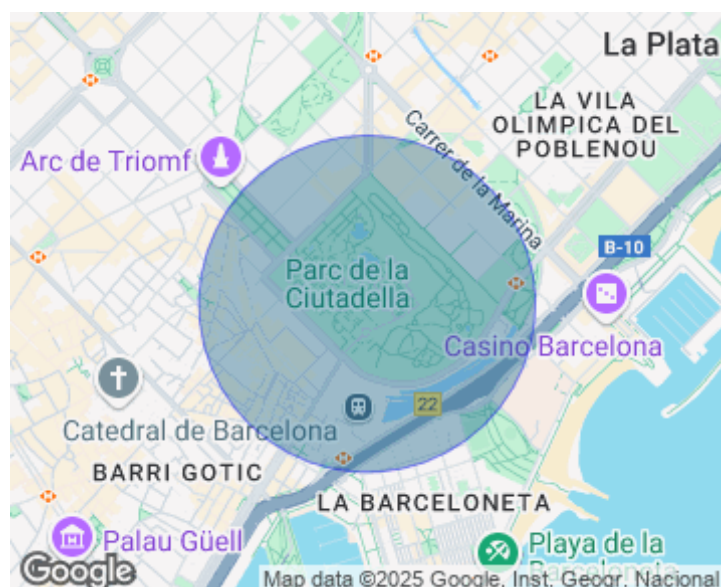 La Plata
LA VILA
OLIMPICA DEL
POBLENOU
Carrer de la Marina
Arc de Triomf
B-10
Parc de la
Ciutadella
Casino Barcelona
22
Catedral de Barcelona
BARRI GOTIC
LA BARCELONETA
Palau Güell
Playa de la
Barceloneta
Google
Map data ©2025 Google, Inst. Geogr. Nacional